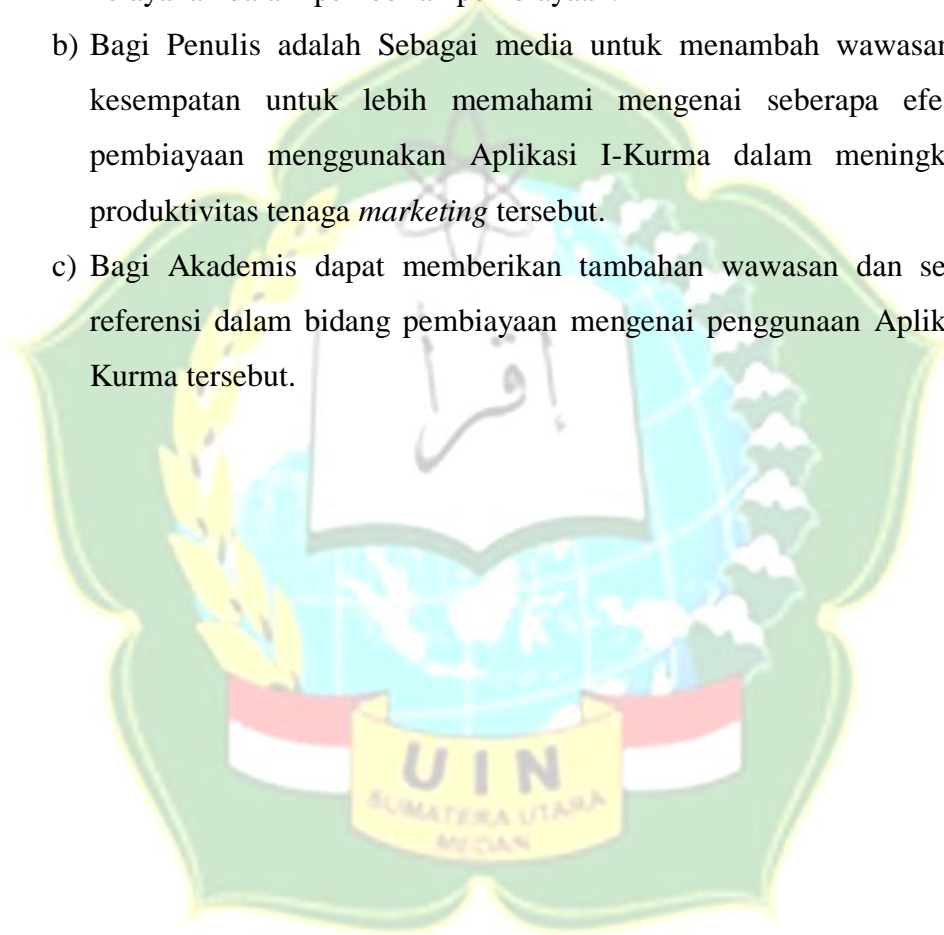 b) Bagi Penulis adalah Sebagai media untuk menambah wawasan
kesempatan untuk lebih memahami mengenai seberapa efe
pembiayaan menggunakan Aplikasi I-Kurma dalam meningk
produktivitas tenaga marketing tersebut.
c) Bagi Akademis dapat memberikan tambahan wawasan dan se
referensi dalam bidang pembiayaan mengenai penggunaan Aplik
Kurma tersebut.
إقرأ
UIN
SUMATERA UTARA
MEDAN